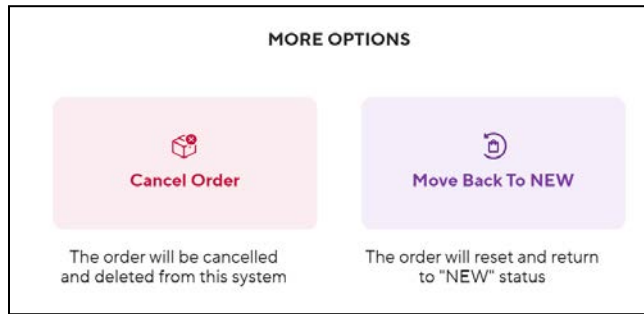 MORE OPTIONS
Cancel Order
Move Back To NEW
The order will be cancelled
and deleted from this system
The order will reset and return
to "NEW" status